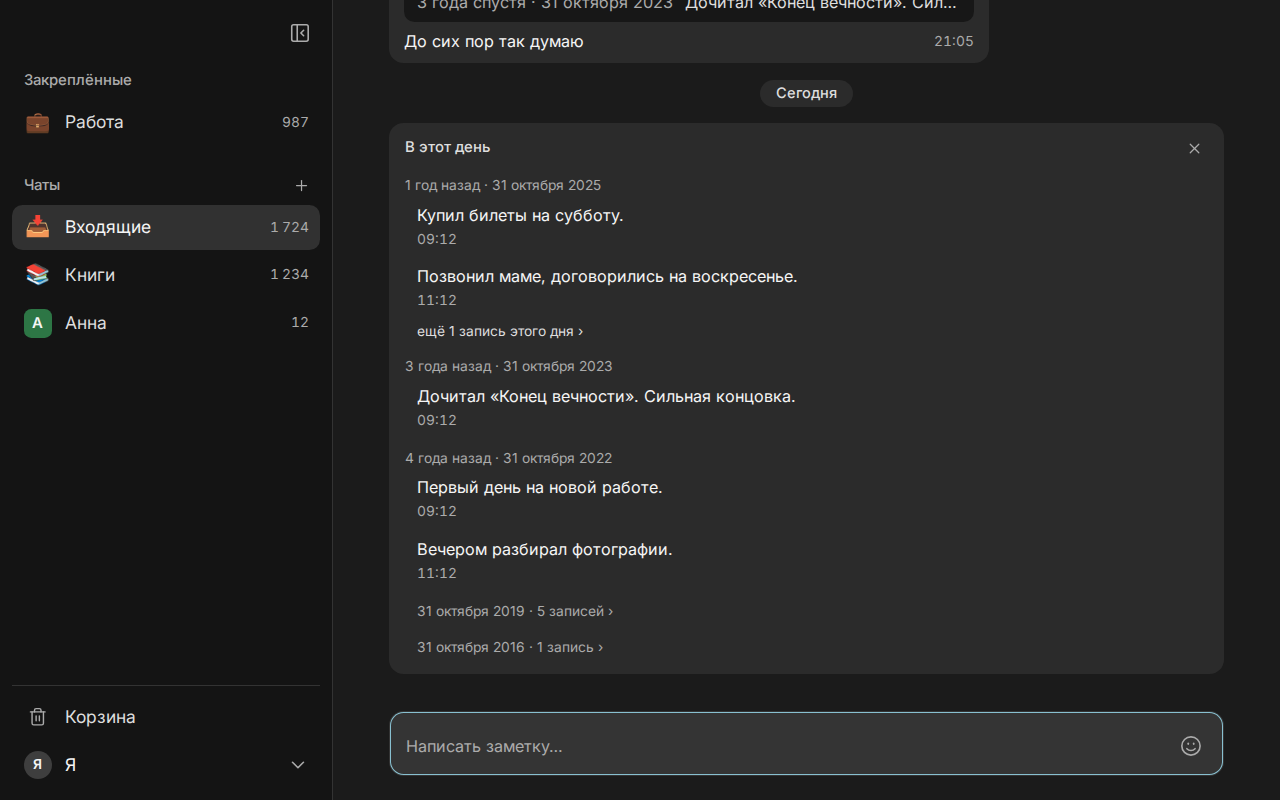 Закреплённые
Работа 987
Чаты
Входящие 1 724
Книги 1 234
А Анна 12
Корзина
Я Я
3 года спустя · 31 октября 2023 Дочитал «Конец вечности». Сил...
До сих пор так думаю 21:05
Сегодня
В этот день
1 год назад · 31 октября 2025
Купил билеты на субботу.
09:12
Позвонил маме, договорились на воскресенье.
11:12
ещё 1 запись этого дня ›
3 года назад · 31 октября 2023
Дочитал «Конец вечности». Сильная концовка.
09:12
4 года назад · 31 октября 2022
Первый день на новой работе.
09:12
Вечером разбирал фотографии.
11:12
31 октября 2019 · 5 записей ›
31 октября 2016 · 1 запись ›
Написать заметку...